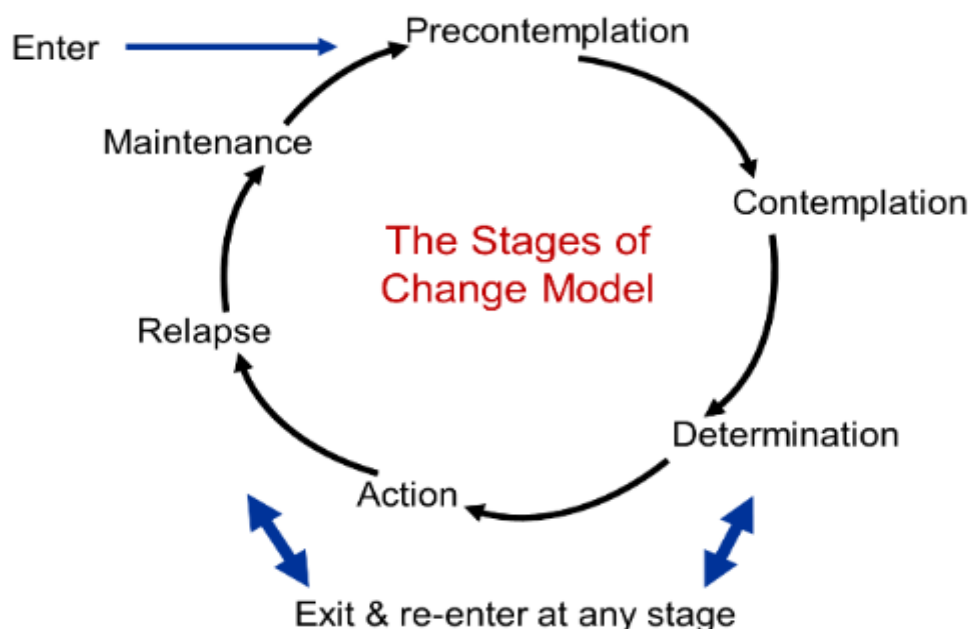 Enter
Precontemplation
Maintenance
Contemplation
The Stages of
Change Model
Relapse
Determination
Action
Exit & re-enter at any stage